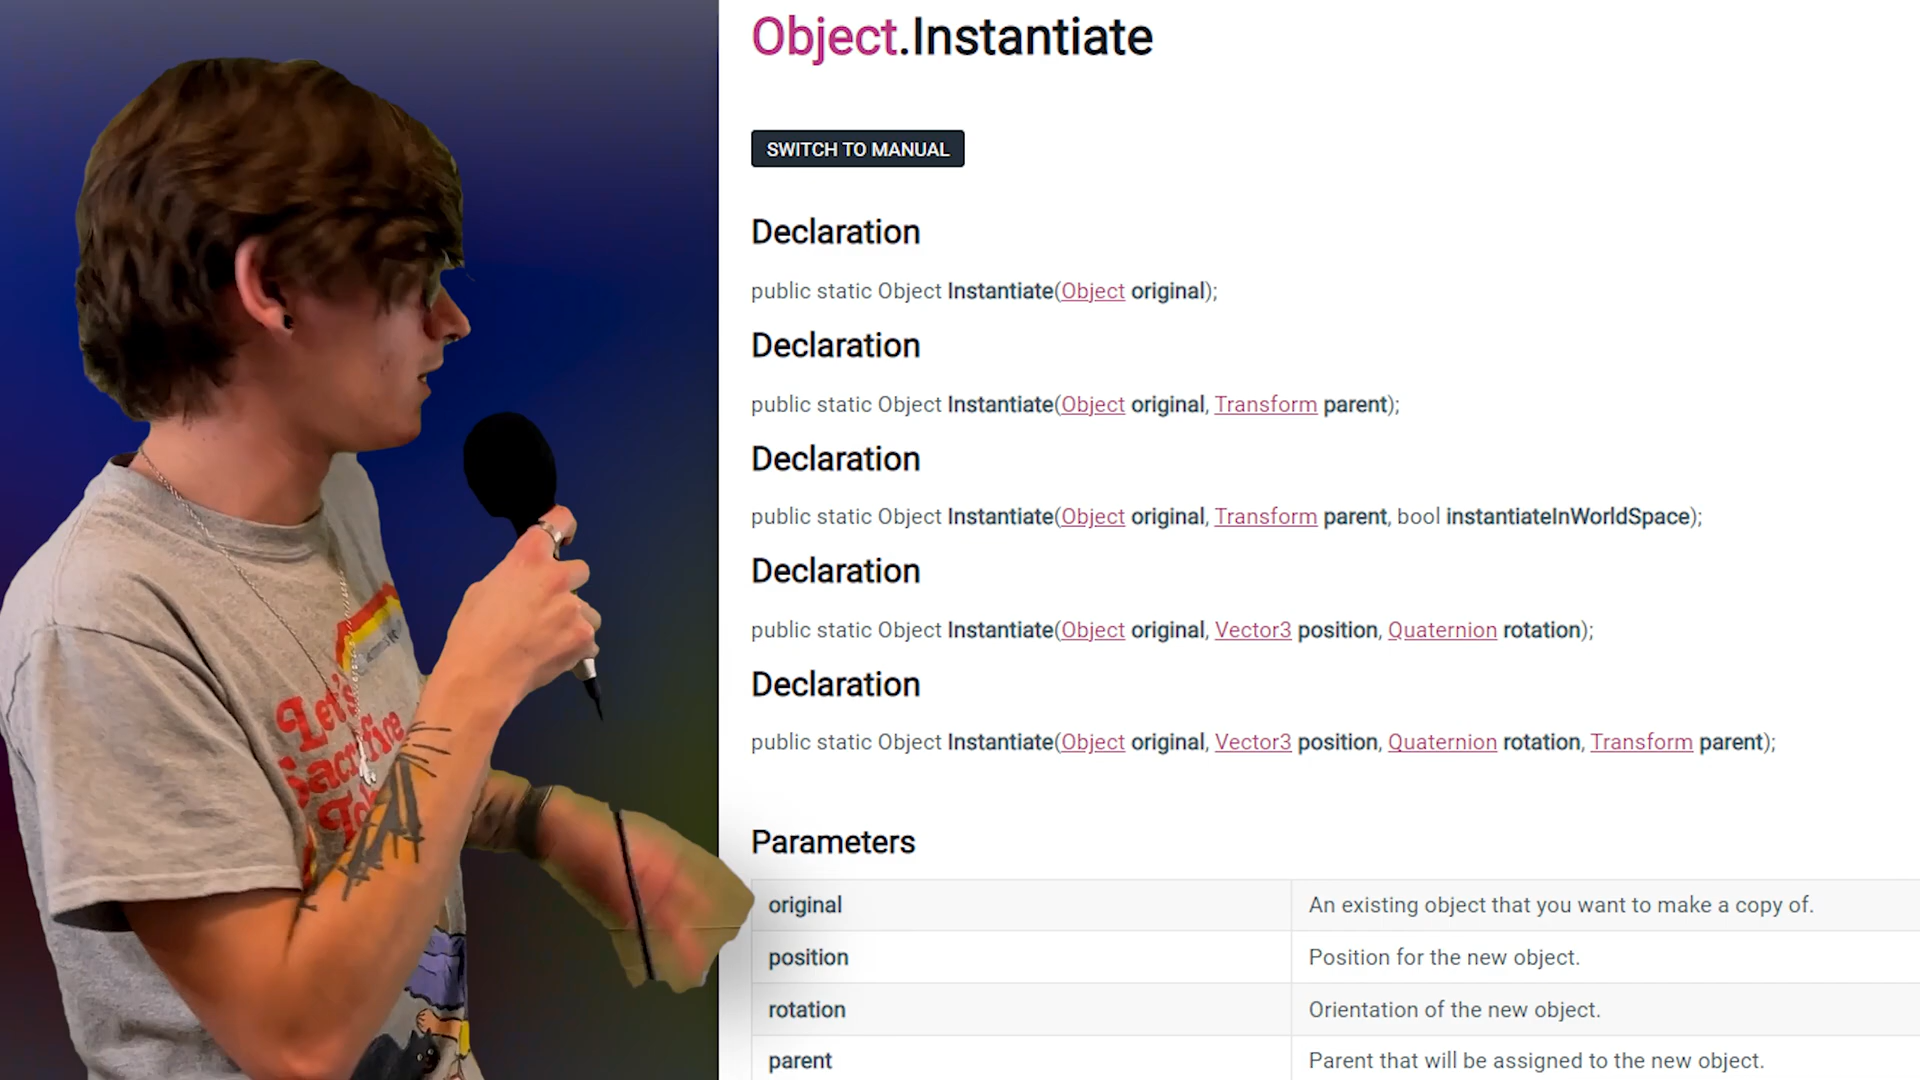 Object.Instantiate
SWITCH TO MANUAL
Declaration
public static Object Instantiate(Object original);
Declaration
public static Object Instantiate(Object original, Transform parent);
Declaration
public static Object Instantiate(Object original, Transform parent, bool instantiateInWorldSpace);
Declaration
public static Object Instantiate(Object original, Vector3 position, Quaternion rotation);
Declaration
public static Object Instantiate(Object original, Vector3 position, Quaternion rotation, Transform parent);
Parameters
original An existing object that you want to make a copy of.
position Position for the new object.
rotation Orientation of the new object.
parent Parent that will be assigned to the new object.
Let's
Sacrifice